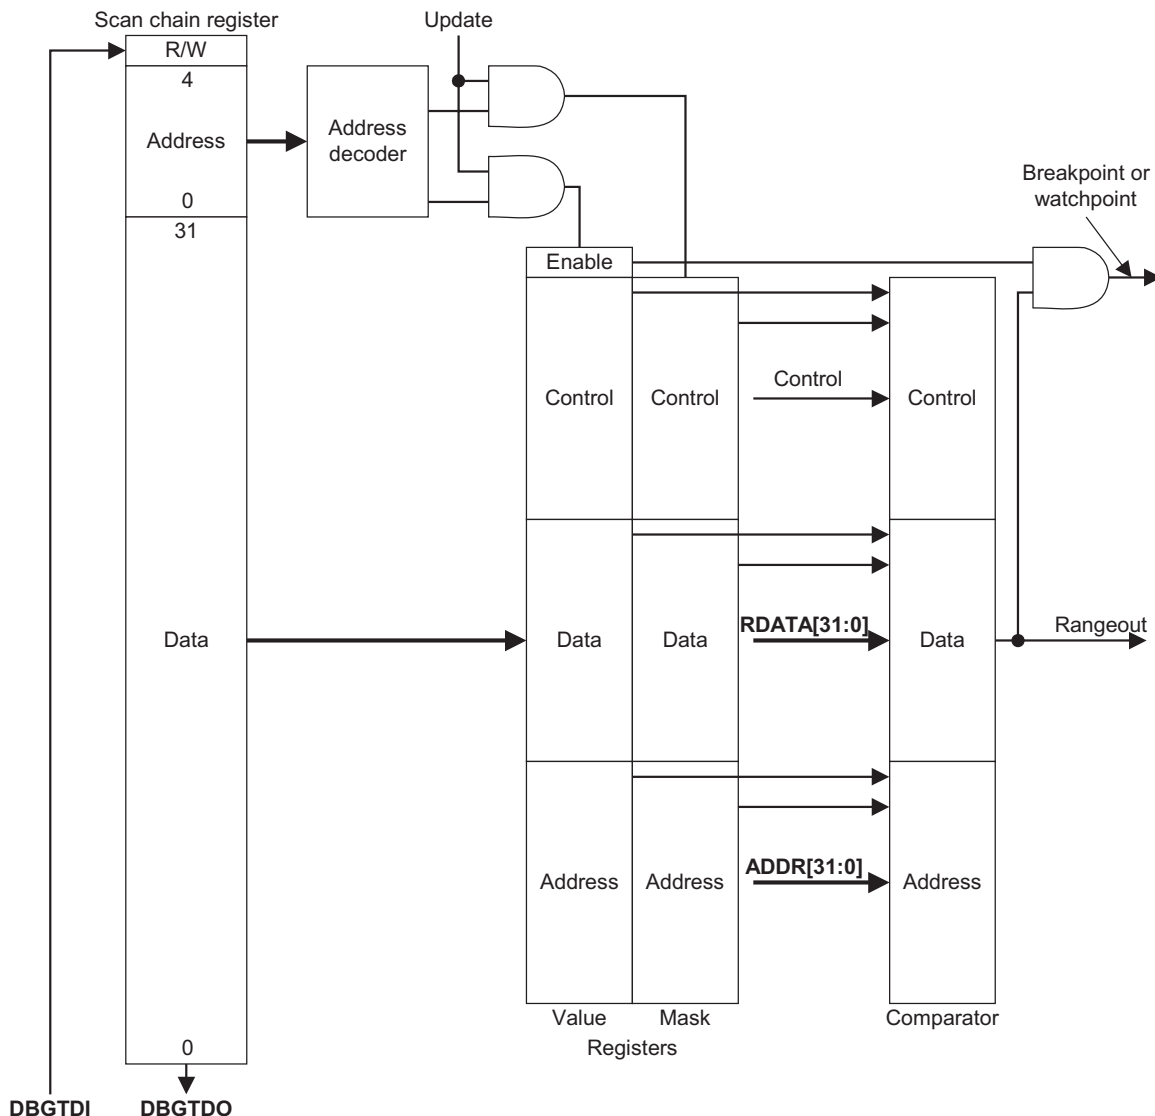 Scan chain register
Update
R/W
4
Address
0
31
Address
decoder
Breakpoint or
watchpoint
Enable
Control
Control
Control
Control
Data
Data
Data
RDATA[31:0]
Data
Rangeout
Address
Address
ADDR[31:0]
Address
Value
Mask
Comparator
Registers
0
DBGTDI
DBGTDO